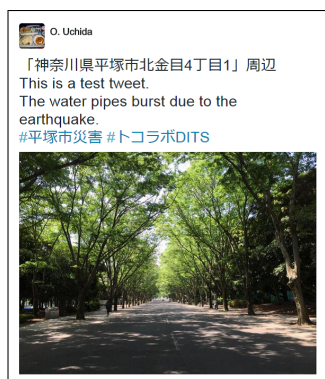 O. Uchida
「神奈川県平塚市北金目4丁目1」周辺
This is a test tweet.
The water pipes burst due to the
earthquake.
#平塚市災害 #トコラボDITS